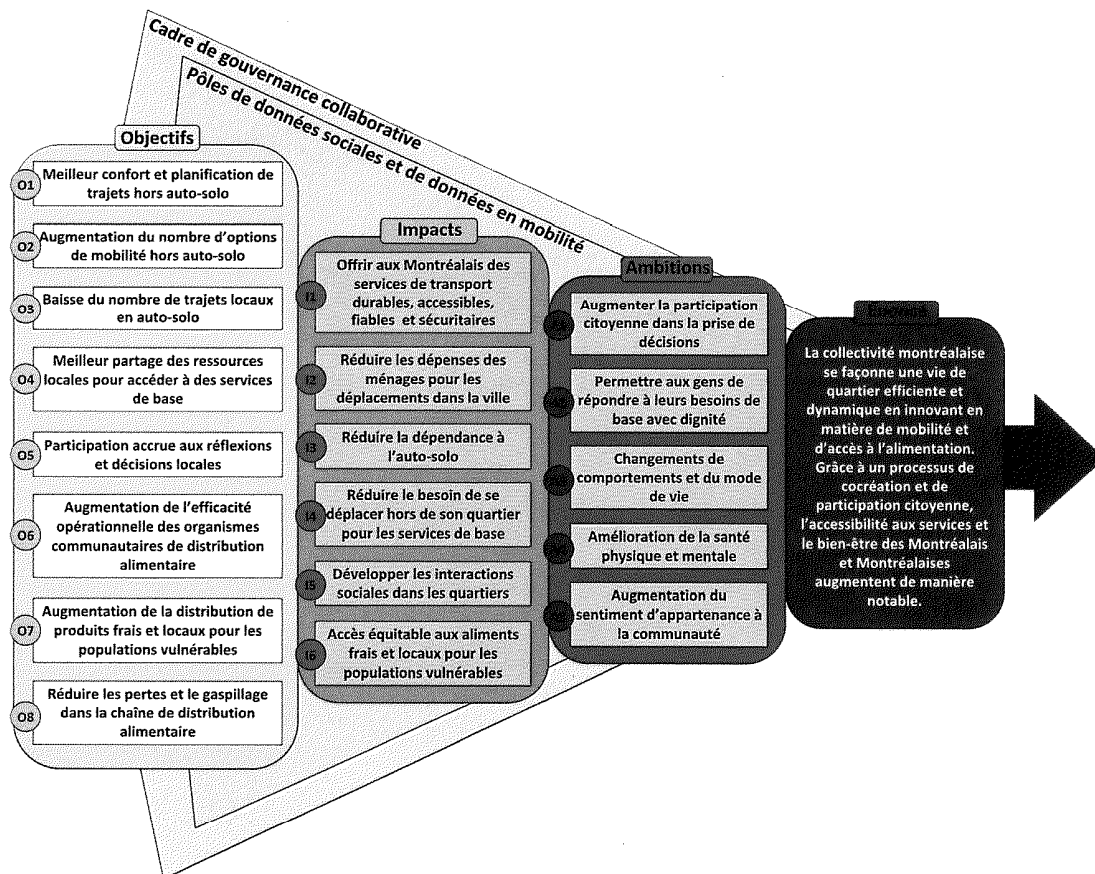 Cadre de gouvernance collaborative
Pôles de données sociales et de données en mobilité
Objectifs
O1
Meilleur confort et planification de
trajets hors auto-solo
O2
Augmentation du nombre d'options
de mobilité hors auto-solo
O3
Baisse du nombre de trajets locaux
en auto-solo
O4
Meilleur partage des ressources
locales pour accéder à des services
de base
O5
Participation accrue aux réflexions
et décisions locales
O6
Augmentation de l'efficacité
opérationnelle des organismes
communautaires de distribution
alimentaire
O7
Augmentation de la distribution de
produits frais et locaux pour les
populations vulnérables
O8
Réduire les pertes et le gaspillage
dans la chaîne de distribution
alimentaire
Impacts
I1
Offrir aux Montréalais des
services de transport
durables, accessibles,
fiables et sécuritaires
I2
Réduire les dépenses des
ménages pour les
déplacements dans la ville
I3
Réduire la dépendance à
l'auto-solo
I4
Réduire le besoin de se
déplacer hors de son quartier
pour les services de base
I5
Développer les interactions
sociales dans les quartiers
I6
Accès équitable aux aliments
frais et locaux pour les
populations vulnérables
Ambitions
Augmenter la participation
citoyenne dans la prise de
décisions
Permettre aux gens de
répondre à leurs besoins de
base avec dignité
Changements de
comportements et du mode
de vie
Amélioration de la santé
physique et mentale
Augmentation du
sentiment d'appartenance à
la communauté
La collectivité montréalaise
se façonne une vie de
quartier efficiente et
dynamique en innovant en
matière de mobilité et
d'accès à l'alimentation.
Grâce à un processus de
cocréation et de
participation citoyenne,
l'accessibilité aux services et
le bien-être des Montréalais
et Montréalaises
augmentent de manière
notable.